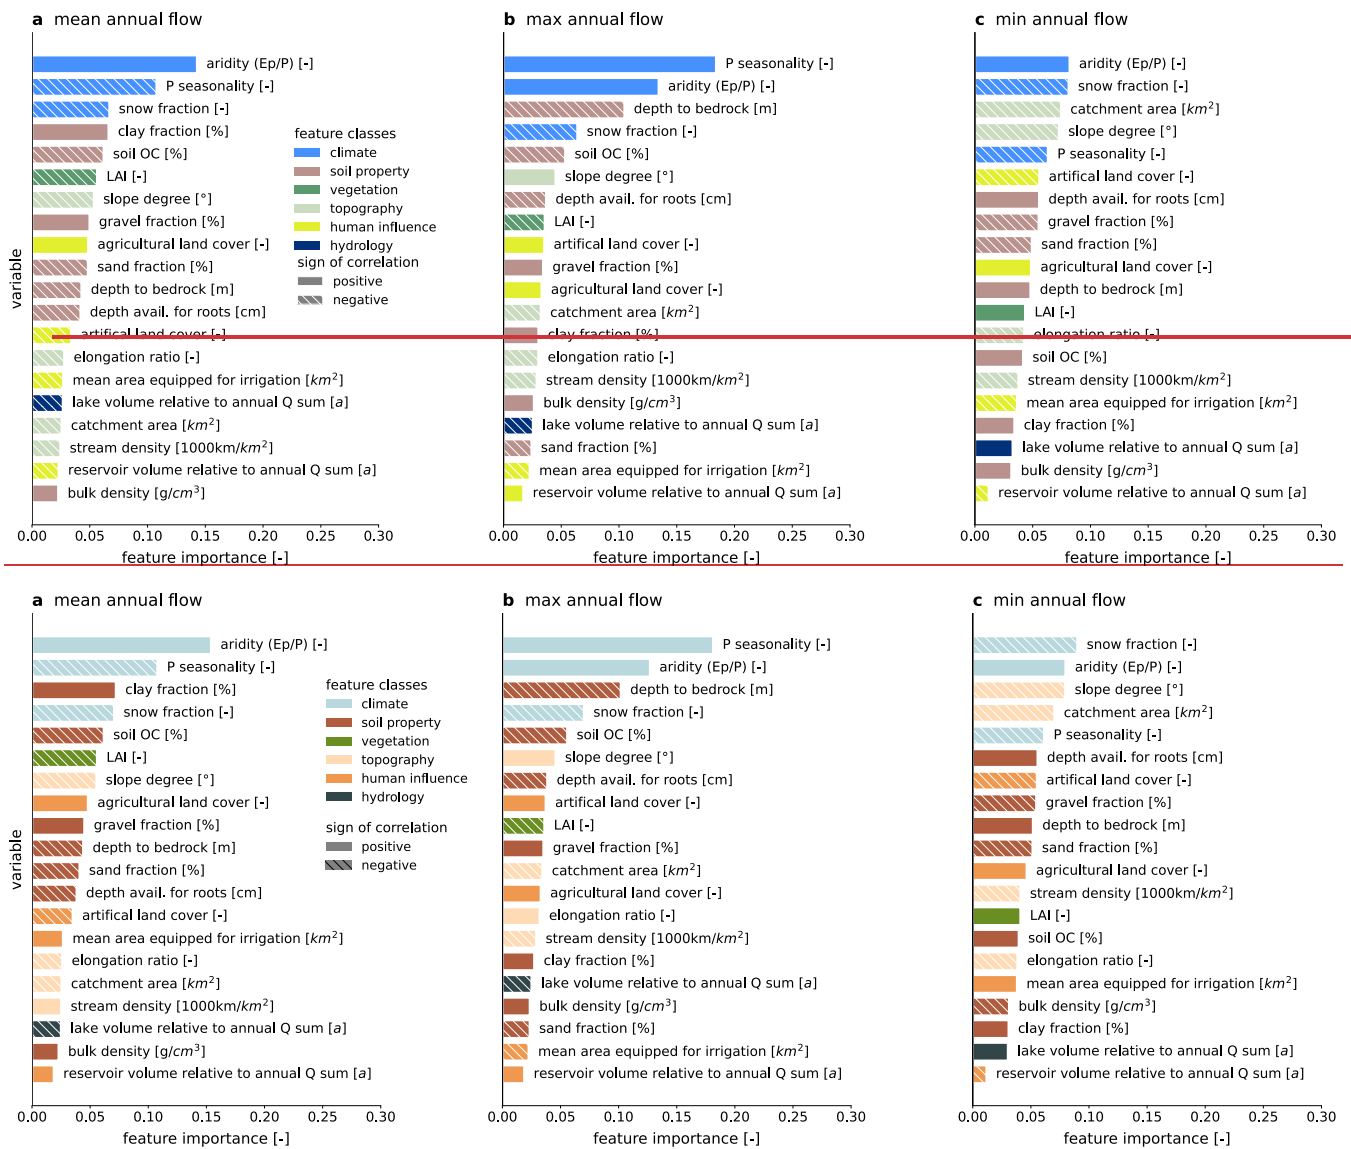 a mean annual flow
aridity (Ep/P) [-]
P seasonality [-]
snow fraction [-]
clay fraction [%]
soil OC [%]
LAI [-]
slope degree [°]
gravel fraction [%]
agricultural land cover [-]
sand fraction [%]
depth to bedrock [m]
depth avail. for roots [cm]
artifical land cover [-]
elongation ratio [-]
mean area equipped for irrigation [km²]
lake volume relative to annual Q sum [a]
catchment area [km²]
stream density [1000km/km²]
reservoir volume relative to annual Q sum [a]
bulk density [g/cm³]
variable
feature classes
climate
soil property
vegetation
topography
human influence
hydrology
sign of correlation
positive
negative
0.00 0.05 0.10 0.15 0.20 0.25 0.30
feature importance [-]
b max annual flow
P seasonality [-]
aridity (Ep/P) [-]
depth to bedrock [m]
snow fraction [-]
soil OC [%]
slope degree [°]
depth avail. for roots [cm]
LAI [-]
artifical land cover [-]
gravel fraction [%]
agricultural land cover [-]
catchment area [km²]
clay fraction [%]
elongation ratio [-]
stream density [1000km/km²]
bulk density [g/cm³]
lake volume relative to annual Q sum [a]
sand fraction [%]
mean area equipped for irrigation [km²]
reservoir volume relative to annual Q sum [a]
0.00 0.05 0.10 0.15 0.20 0.25 0.30
feature importance [-]
c min annual flow
aridity (Ep/P) [-]
snow fraction [-]
catchment area [km²]
slope degree [°]
P seasonality [-]
artifical land cover [-]
depth avail. for roots [cm]
gravel fraction [%]
sand fraction [%]
agricultural land cover [-]
depth to bedrock [m]
LAI [-]
elongation ratio [-]
soil OC [%]
stream density [1000km/km²]
mean area equipped for irrigation [km²]
clay fraction [%]
lake volume relative to annual Q sum [a]
bulk density [g/cm³]
reservoir volume relative to annual Q sum [a]
0.00 0.05 0.10 0.15 0.20 0.25 0.30
feature importance [-]
a mean annual flow
aridity (Ep/P) [-]
P seasonality [-]
clay fraction [%]
snow fraction [-]
soil OC [%]
LAI [-]
slope degree [°]
agricultural land cover [-]
gravel fraction [%]
depth to bedrock [m]
sand fraction [%]
depth avail. for roots [cm]
artifical land cover [-]
mean area equipped for irrigation [km²]
elongation ratio [-]
catchment area [km²]
stream density [1000km/km²]
lake volume relative to annual Q sum [a]
bulk density [g/cm³]
reservoir volume relative to annual Q sum [a]
variable
feature classes
climate
soil property
vegetation
topography
human influence
hydrology
sign of correlation
positive
negative
0.00 0.05 0.10 0.15 0.20 0.25 0.30
feature importance [-]
b max annual flow
P seasonality [-]
aridity (Ep/P) [-]
depth to bedrock [m]
snow fraction [-]
soil OC [%]
slope degree [°]
depth avail. for roots [cm]
artifical land cover [-]
LAI [-]
gravel fraction [%]
catchment area [km²]
agricultural land cover [-]
elongation ratio [-]
stream density [1000km/km²]
clay fraction [%]
lake volume relative to annual Q sum [a]
bulk density [g/cm³]
sand fraction [%]
mean area equipped for irrigation [km²]
reservoir volume relative to annual Q sum [a]
0.00 0.05 0.10 0.15 0.20 0.25 0.30
feature importance [-]
c min annual flow
snow fraction [-]
aridity (Ep/P) [-]
slope degree [°]
catchment area [km²]
P seasonality [-]
depth avail. for roots [cm]
artifical land cover [-]
gravel fraction [%]
depth to bedrock [m]
sand fraction [%]
agricultural land cover [-]
stream density [1000km/km²]
LAI [-]
soil OC [%]
elongation ratio [-]
mean area equipped for irrigation [km²]
bulk density [g/cm³]
clay fraction [%]
lake volume relative to annual Q sum [a]
reservoir volume relative to annual Q sum [a]
0.00 0.05 0.10 0.15 0.20 0.25 0.30
feature importance [-]